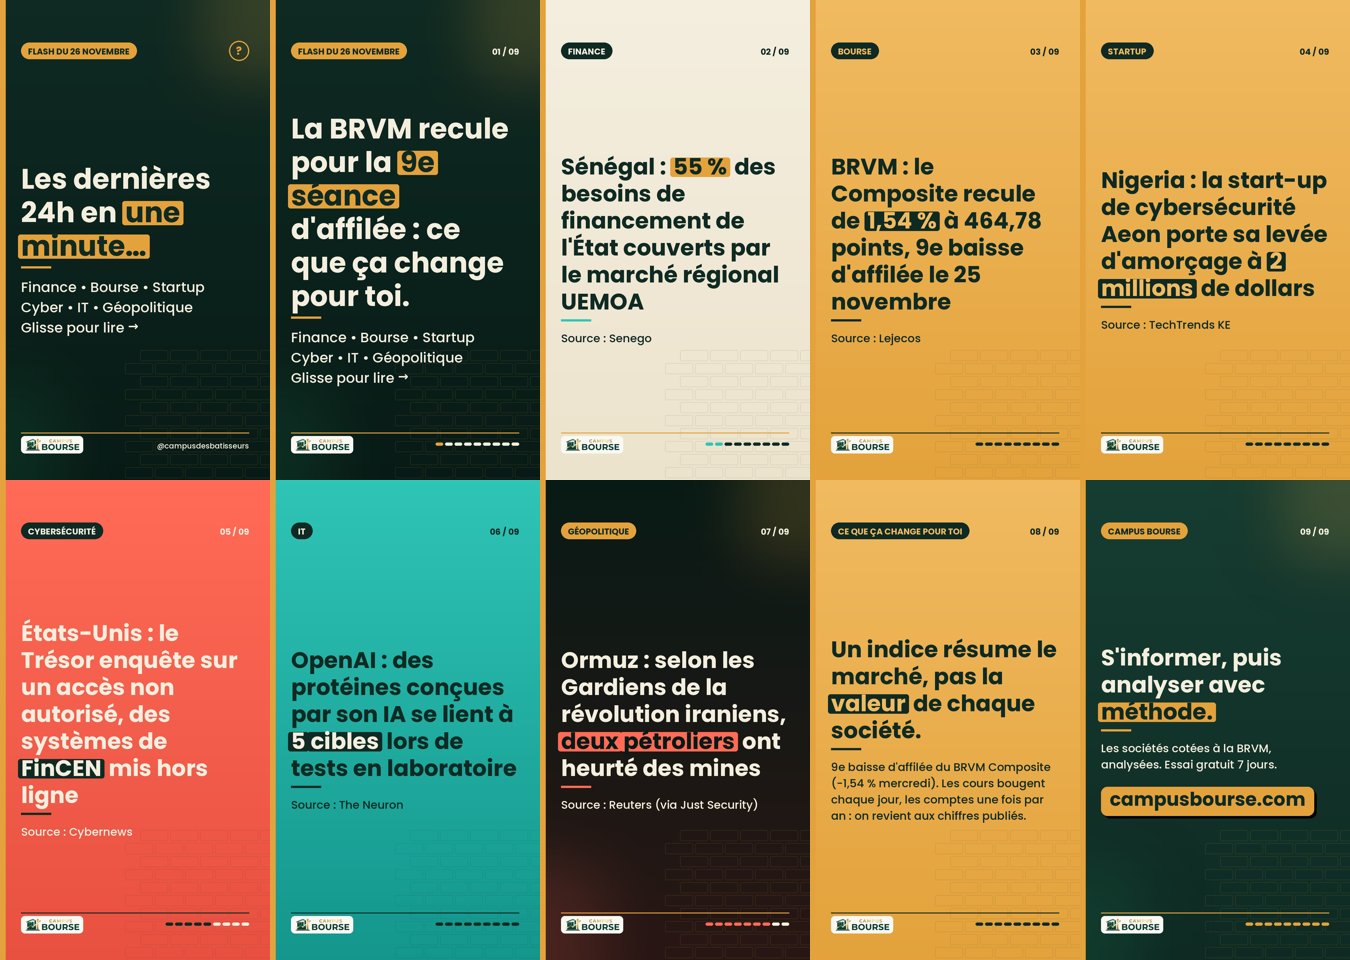 FLASH DU 26 NOVEMBRE
?
Les dernières
24h en une
minute...
Finance • Bourse • Startup
Cyber • IT • Géopolitique
Glisse pour lire →
CAMPUS
BOURSE
@campusdesbatisseurs
FLASH DU 26 NOVEMBRE
01 / 09
La BRVM recule
pour la 9e
séance
d'affilée : ce
que ça change
pour toi.
Finance • Bourse • Startup
Cyber • IT • Géopolitique
Glisse pour lire →
CAMPUS
BOURSE
FINANCE
02 / 09
Sénégal : 55 % des
besoins de
financement de
l'État couverts par
le marché régional
UEMOA
Source : Senego
CAMPUS
BOURSE
BOURSE
03 / 09
BRVM : le
Composite recule
de 1,54 % à 464,78
points, 9e baisse
d'affilée le 25
novembre
Source : Lejecos
CAMPUS
BOURSE
STARTUP
04 / 09
Nigeria : la start-up
de cybersécurité
Aeon porte sa levée
d'amorçage à 2
millions de dollars
Source : TechTrends KE
CAMPUS
BOURSE
CYBERSÉCURITÉ
05 / 09
États-Unis : le
Trésor enquête sur
un accès non
autorisé, des
systèmes de
FinCEN mis hors
ligne
Source : Cybernews
CAMPUS
BOURSE
IT
06 / 09
OpenAI : des
protéines conçues
par son IA se lient à
5 cibles lors de
tests en laboratoire
Source : The Neuron
CAMPUS
BOURSE
GÉOPOLITIQUE
07 / 09
Ormuz : selon les
Gardiens de la
révolution iraniens,
deux pétroliers ont
heurté des mines
Source : Reuters (via Just Security)
CAMPUS
BOURSE
CE QUE ÇA CHANGE POUR TOI
08 / 09
Un indice résume le
marché, pas la
valeur de chaque
société.
9e baisse d'affilée du BRVM Composite
(-1,54 % mercredi). Les cours bougent
chaque jour, les comptes une fois par
an : on revient aux chiffres publiés.
CAMPUS
BOURSE
CAMPUS BOURSE
09 / 09
S'informer, puis
analyser avec
méthode.
Les sociétés cotées à la BRVM,
analysées. Essai gratuit 7 jours.
campusbourse.com
CAMPUS
BOURSE